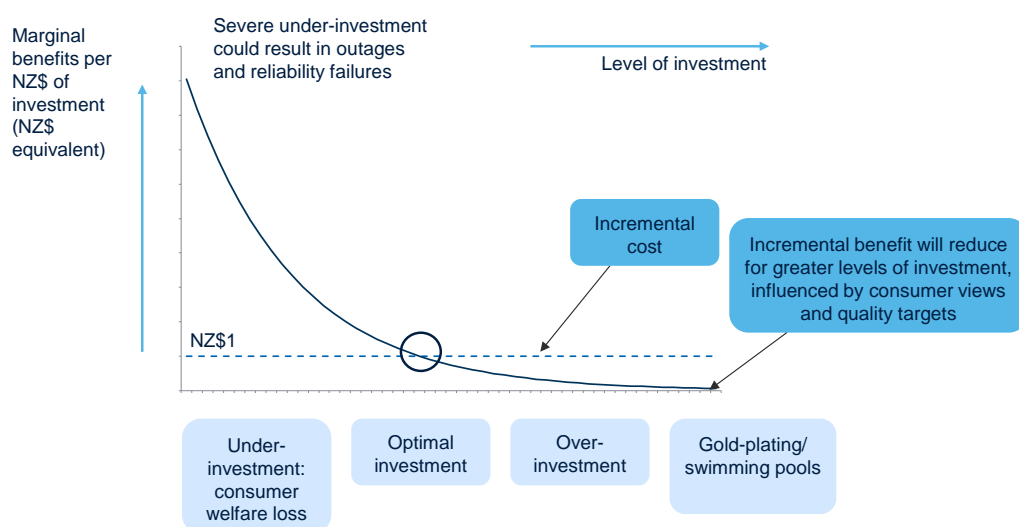 Marginal
benefits per
NZ$ of
investment
(NZ$
equivalent)
Severe under-investment
could result in outages
and reliability failures
Level of investment
Incremental
cost
Incremental benefit will reduce
for greater levels of investment,
influenced by consumer views
and quality targets
NZ$1
Under-
investment:
consumer
welfare loss
Optimal
investment
Over-
investment
Gold-plating/
swimming pools